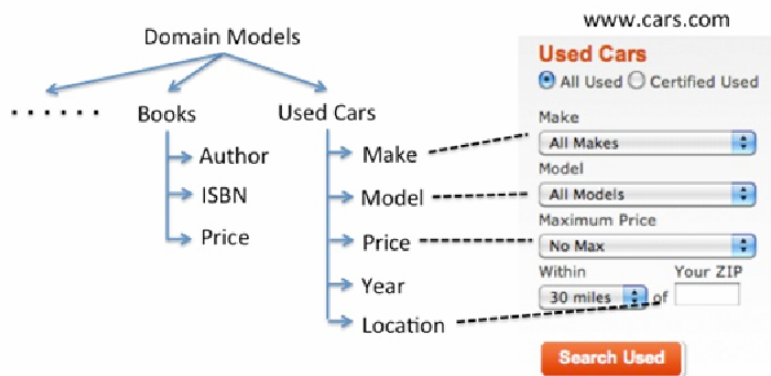 www.cars.com
Domain Models
Used Cars
All Used Certified Used
Books
Used Cars
Make
All Makes
Author
Make
Model
ISBN
Model
All Models
Maximum Price
Price
Price
No Max
Within Your ZIP
Year
30 miles of
Location
Search Used